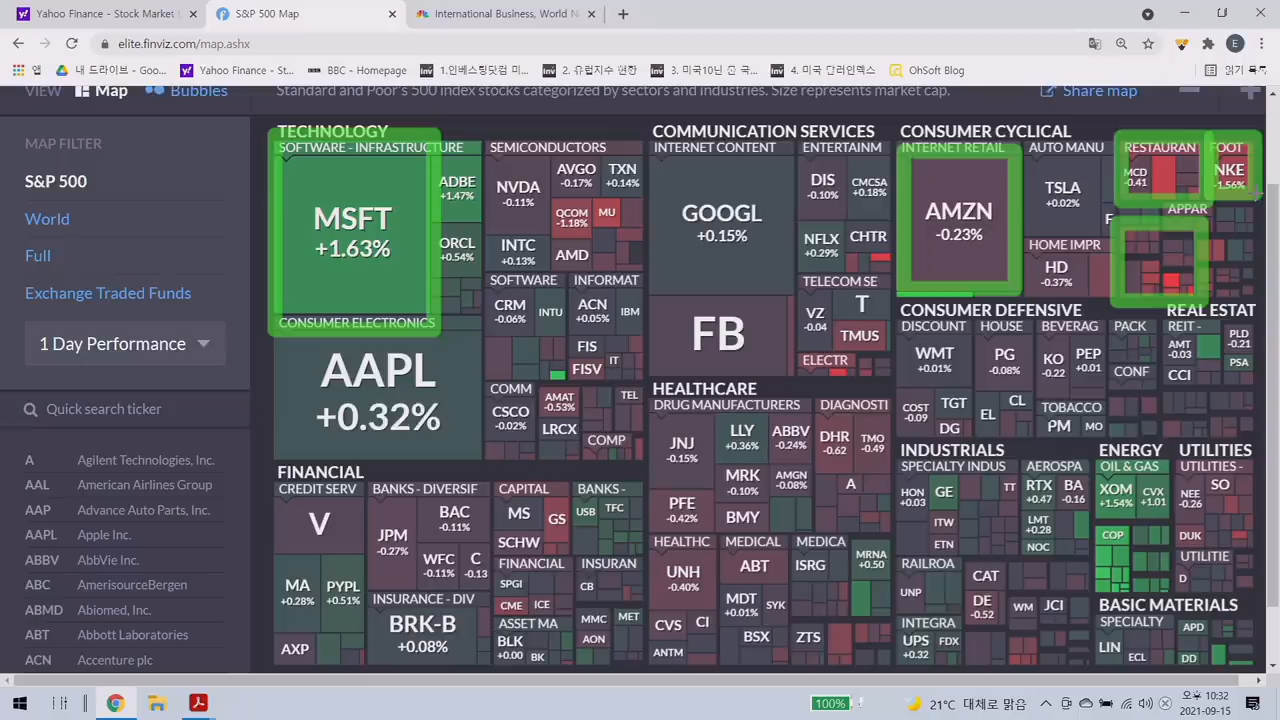 Yahoo Finance - Stock Market
S&P 500 Map
International Business, World N
elite.finviz.com/map.ashx
E
앱
내 드라이브 - Goo...
Yahoo Finance - St...
BBC - Homepage
1.인베스팅닷컴 미...
2. 유럽지수 현황
3. 미국10년 준 국...
4. 미국 달러인덱스
OhSoft Blog
읽기 목록
VIEW
Map
Bubbles
Standard and Poor's 500 index stocks categorized by sectors and industries. Size represents market cap.
Share map
MAP FILTER
S&P 500
World
Full
Exchange Traded Funds
1 Day Performance
Quick search ticker
A Agilent Technologies, Inc.
AAL American Airlines Group
AAP Advance Auto Parts, Inc.
AAPL Apple Inc.
ABBV AbbVie Inc.
ABC AmerisourceBergen
ABMD Abiomed, Inc.
ABT Abbott Laboratories
ACN Accenture plc
TECHNOLOGY
SOFTWARE - INFRASTRUCTURE
MSFT
+1.63%
ADBE
+1.47%
ORCL
+0.54%
SEMICONDUCTORS
NVDA
-0.11%
AVGO
-0.17%
TXN
+0.14%
QCOM
-1.18%
MU
INTC
+0.13%
AMD
SOFTWARE
CRM
-0.06%
INTU
INFORMAT
ACN
+0.05%
IBM
FIS
FISV
IT
CONSUMER ELECTRONICS
AAPL
+0.32%
COMM
CSCO
-0.02%
AMAT
-0.53%
LRCX
TEL
COMP
COMMUNICATION SERVICES
INTERNET CONTENT
GOOGL
+0.15%
FB
ENTERTAINM
DIS
-0.10%
CMCSA
+0.18%
NFLX
+0.29%
CHTR
TELECOM SE
VZ
-0.04
T
TMUS
ELECTR
CONSUMER CYCLICAL
INTERNET RETAIL
AMZN
-0.23%
AUTO MANU
TSLA
+0.02%
F
HOME IMPR
HD
-0.37%
RESTAURAN
MCD
-0.41
FOOT
NKE
-1.56%
APPAR
CONSUMER DEFENSIVE
DISCOUNT
WMT
+0.01%
COST
-0.09
TGT
DG
HOUSE
PG
-0.08%
EL
CL
BEVERAG
KO
-0.22
PEP
+0.01
TOBACCO
PM
MO
PACK
CONF
REAL ESTAT
REIT -
AMT
-0.03
CCI
PLD
-0.21
PSA
HEALTHCARE
DRUG MANUFACTURERS
JNJ
-0.15%
LLY
+0.36%
ABBV
-0.24%
PFE
-0.42%
MRK
-0.10%
AMGN
-0.08%
BMY
DIAGNOSTI
DHR
-0.62
TMO
-0.49
A
HEALTHC
UNH
-0.40%
CVS
CI
ANTM
MEDICAL
ABT
MDT
+0.01%
SYK
BSX
MEDICA
ISRG
MRNA
+0.50
ZTS
FINANCIAL
CREDIT SERV
V
MA
+0.28%
PYPL
+0.51%
AXP
BANKS - DIVERSIF
JPM
-0.27%
BAC
-0.11%
WFC
-0.11%
C
-0.13
INSURANCE - DIV
BRK-B
+0.08%
CAPITAL
MS
GS
SCHW
FINANCIAL
SPGI
CME
ICE
ASSET MA
BLK
+0.00
BK
BANKS -
USB
TFC
INSURAN
CB
MMC
MET
AON
INDUSTRIALS
SPECIALTY INDUS
HON
+0.03
GE
ITW
ETN
TT
AEROSPA
RTX
+0.47
BA
-0.16
LMT
+0.28
NOC
RAILROA
UNP
INTEGRA
UPS
+0.32
FDX
CAT
DE
-0.52
WM
JCI
ENERGY
OIL & GAS
XOM
+1.54%
CVX
+1.01
COP
UTILITIES
UTILITIES -
NEE
-0.26
SO
DUK
UTILITIE
D
BASIC MATERIALS
SPECIALTY
LIN
ECL
APD
DD
100%
21°C 대체로 맑음
오후 10:32
2021-09-15